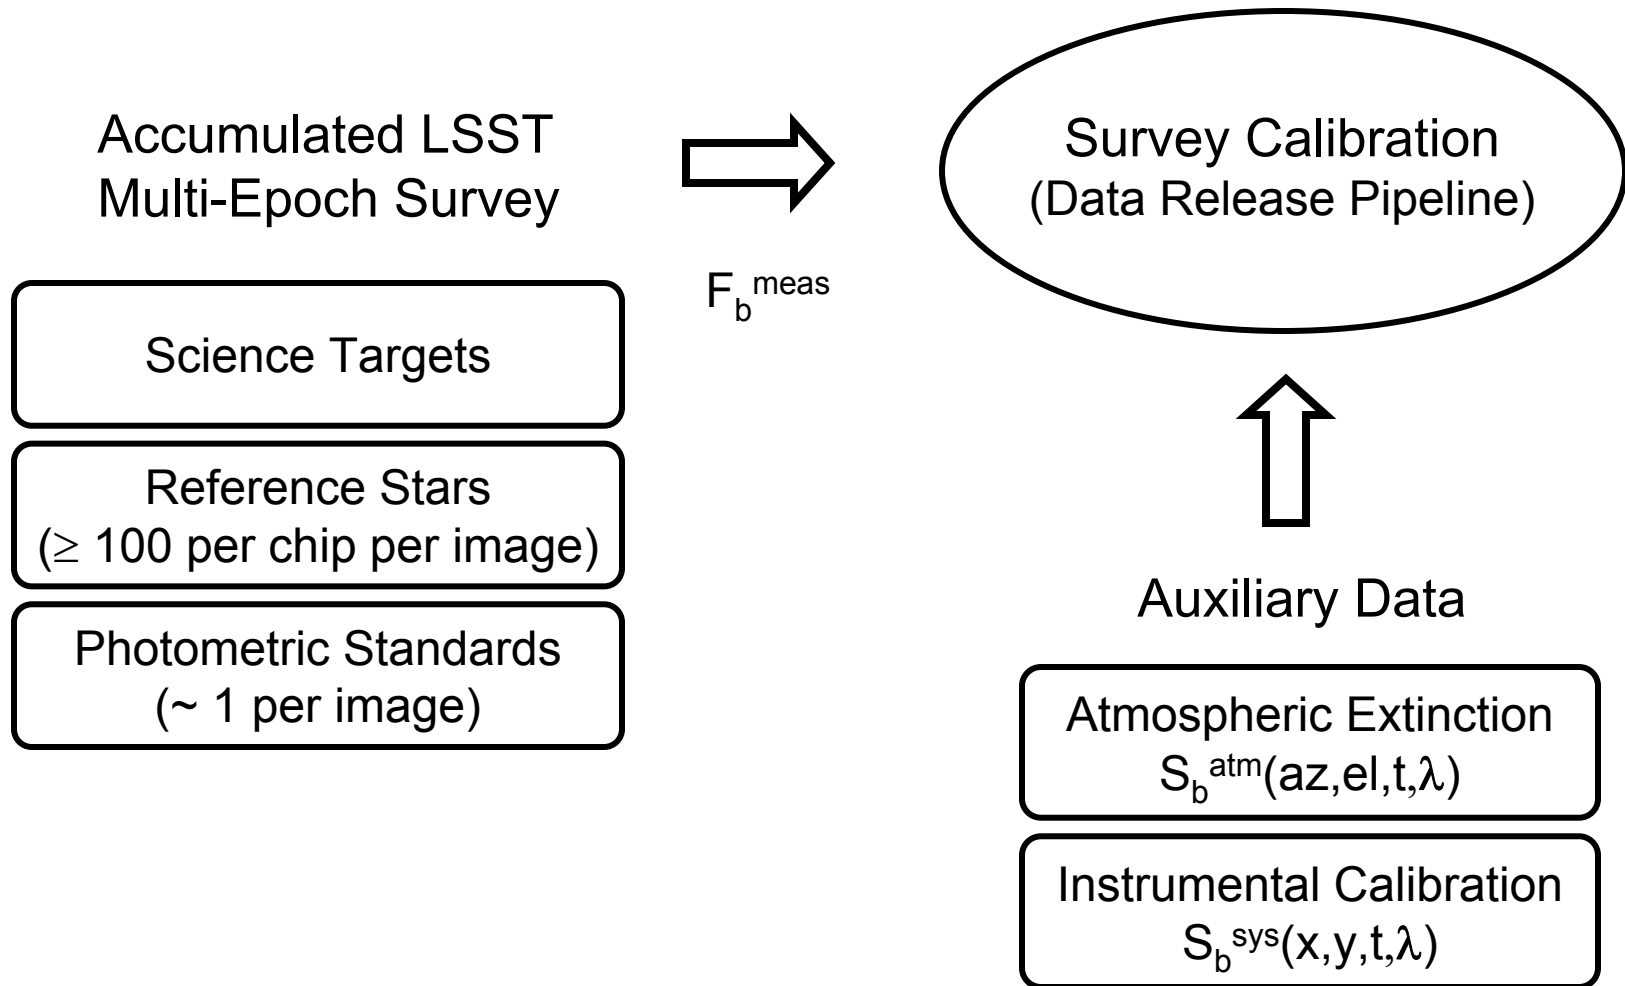 Accumulated LSST
Multi-Epoch Survey
Science Targets
Reference Stars
(≥ 100 per chip per image)
Photometric Standards
(~ 1 per image)
F_b^meas
Survey Calibration
(Data Release Pipeline)
Auxiliary Data
Atmospheric Extinction
S_b^atm(az,el,t,λ)
Instrumental Calibration
S_b^sys(x,y,t,λ)